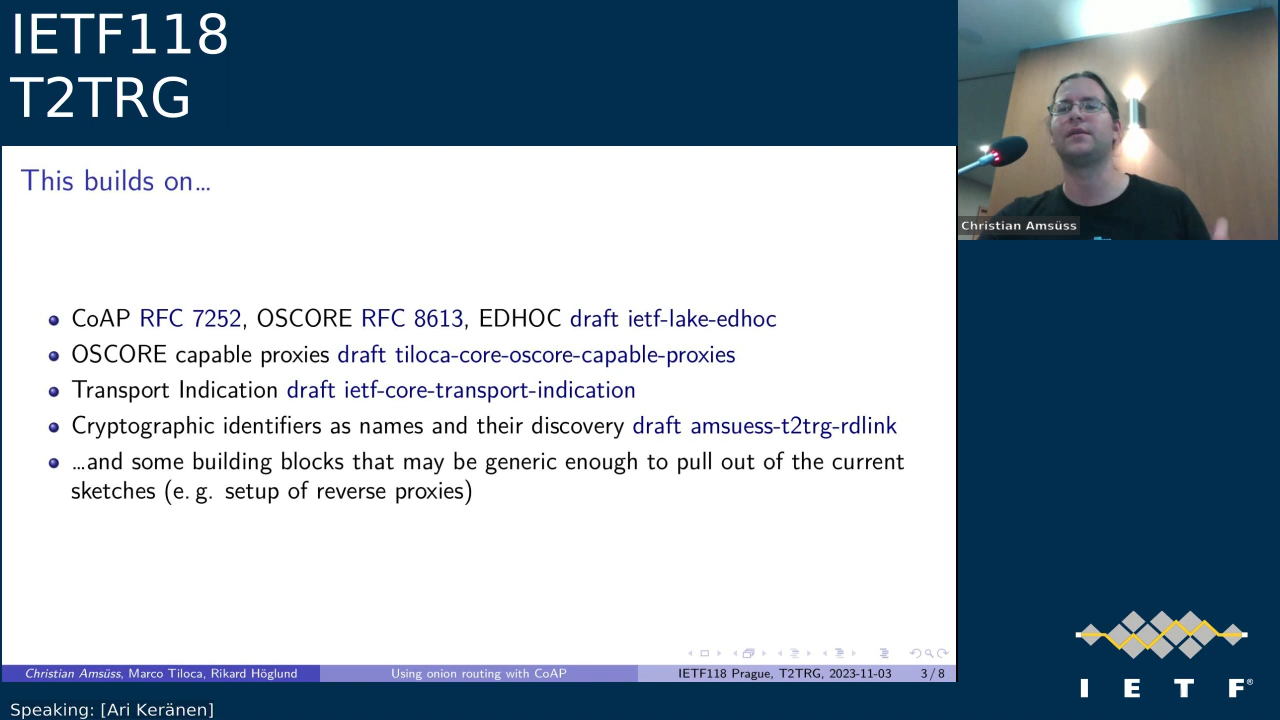 IETF118
T2TRG
Christian Amsüss
This builds on…
CoAP RFC 7252, OSCORE RFC 8613, EDHOC draft ietf-lake-edhoc
OSCORE capable proxies draft tiloca-core-oscore-capable-proxies
Transport Indication draft ietf-core-transport-indication
Cryptographic identifiers as names and their discovery draft amsuess-t2trg-rdlink
…and some building blocks that may be generic enough to pull out of the current
sketches (e. g. setup of reverse proxies)
Christian Amsüss, Marco Tiloca, Rikard Höglund
Using onion routing with CoAP
IETF118 Prague, T2TRG, 2023-11-03
3 / 8
I E T F®
Speaking: [Ari Keränen]